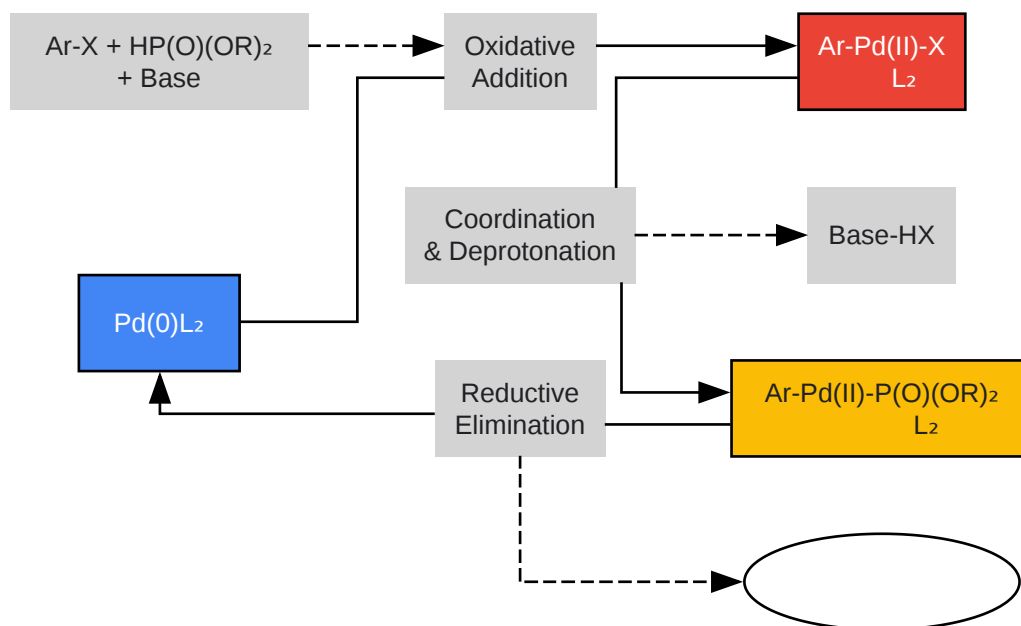 Ar-X + HP(O)(OR)₂
+ Base
Oxidative
Addition
Ar-Pd(II)-X
L₂
Coordination
& Deprotonation
Base-HX
Pd(0)L₂
Reductive
Elimination
Ar-Pd(II)-P(O)(OR)₂
L₂